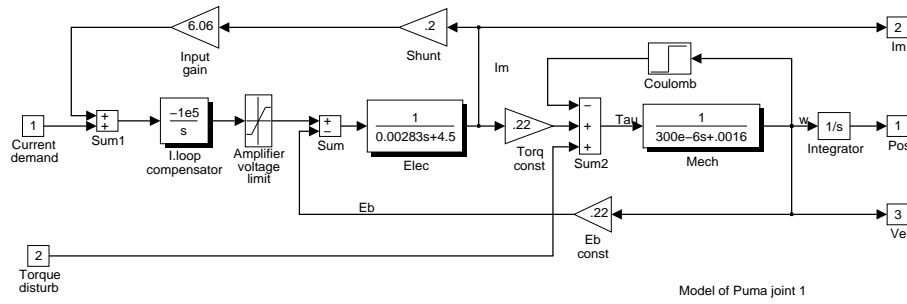 6.06
Input
gain
.2
Shunt
2
Im
Im
Coulomb
1
Current
demand
+
+
Sum1
−1e5
s
I.loop
compensator
Amplifier
voltage
limit
+
−
Sum
1
0.00283s+4.5
Elec
.22
Torq
const
−
+
+
Sum2
Tau
1
300e−6s+.0016
Mech
w
1/s
Integrator
1
Pos
Eb
.22
Eb
const
3
Ve
2
Torque
disturb
Model of Puma joint 1